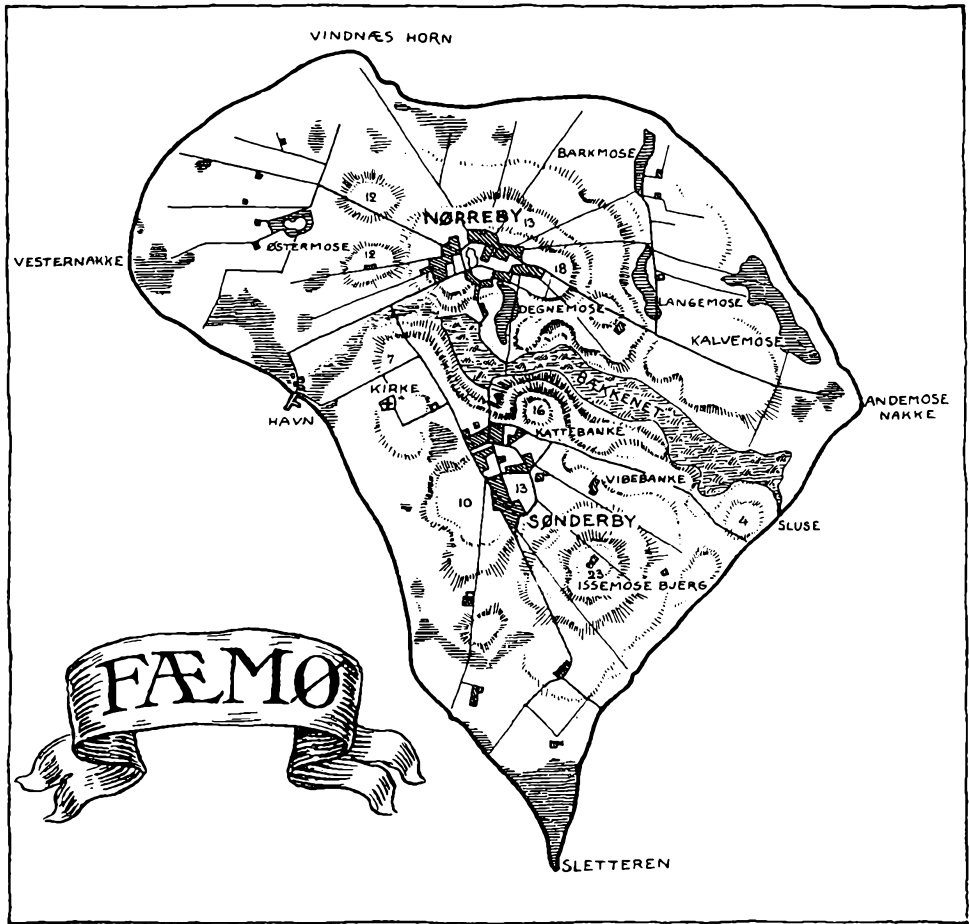 VINDNÆS HORN
BARKMOSE
12
NØRREBY
13
ØSTERMOSE
12
VESTERNAKKE
18
DEGNEMOSE
LANGEMOSE
KALVEMOSE
7
BÆKKENET
KIRKE
16
ANDEMOSE
NAKKE
HAVN
KATTEBANKE
VIBEBANKE
13
10
SØNDERBY
4
SLUSE
23
ISSEMOSE BJERG
FÆMØ
SLETTEREN